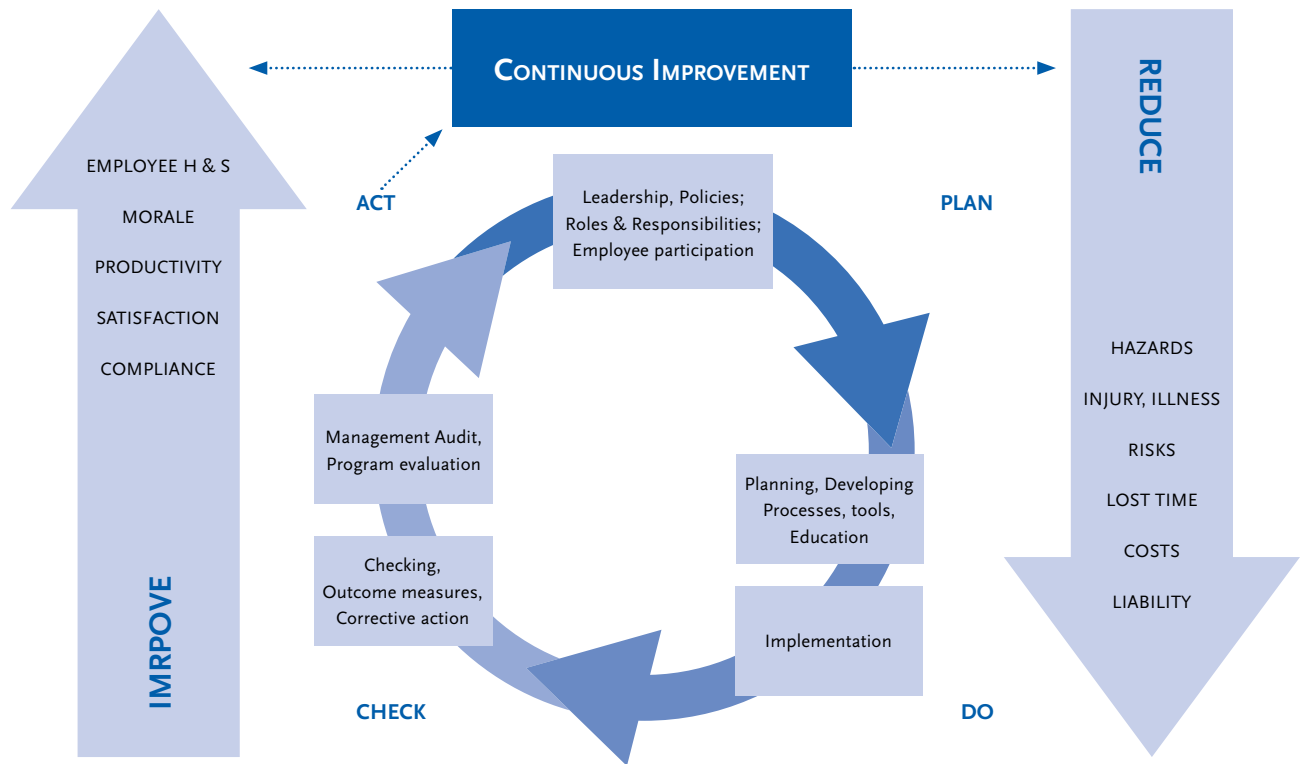 CONTINUOUS IMPROVEMENT
REDUCE
EMPLOYEE H & S
MORALE
PRODUCTIVITY
SATISFACTION
COMPLIANCE
IMRPOVE
ACT
PLAN
Leadership, Policies;
Roles & Responsibilities;
Employee participation
Management Audit,
Program evaluation
Planning, Developing
Processes, tools,
Education
Checking,
Outcome measures,
Corrective action
Implementation
CHECK
DO
HAZARDS
INJURY, ILLNESS
RISKS
LOST TIME
COSTS
LIABILITY